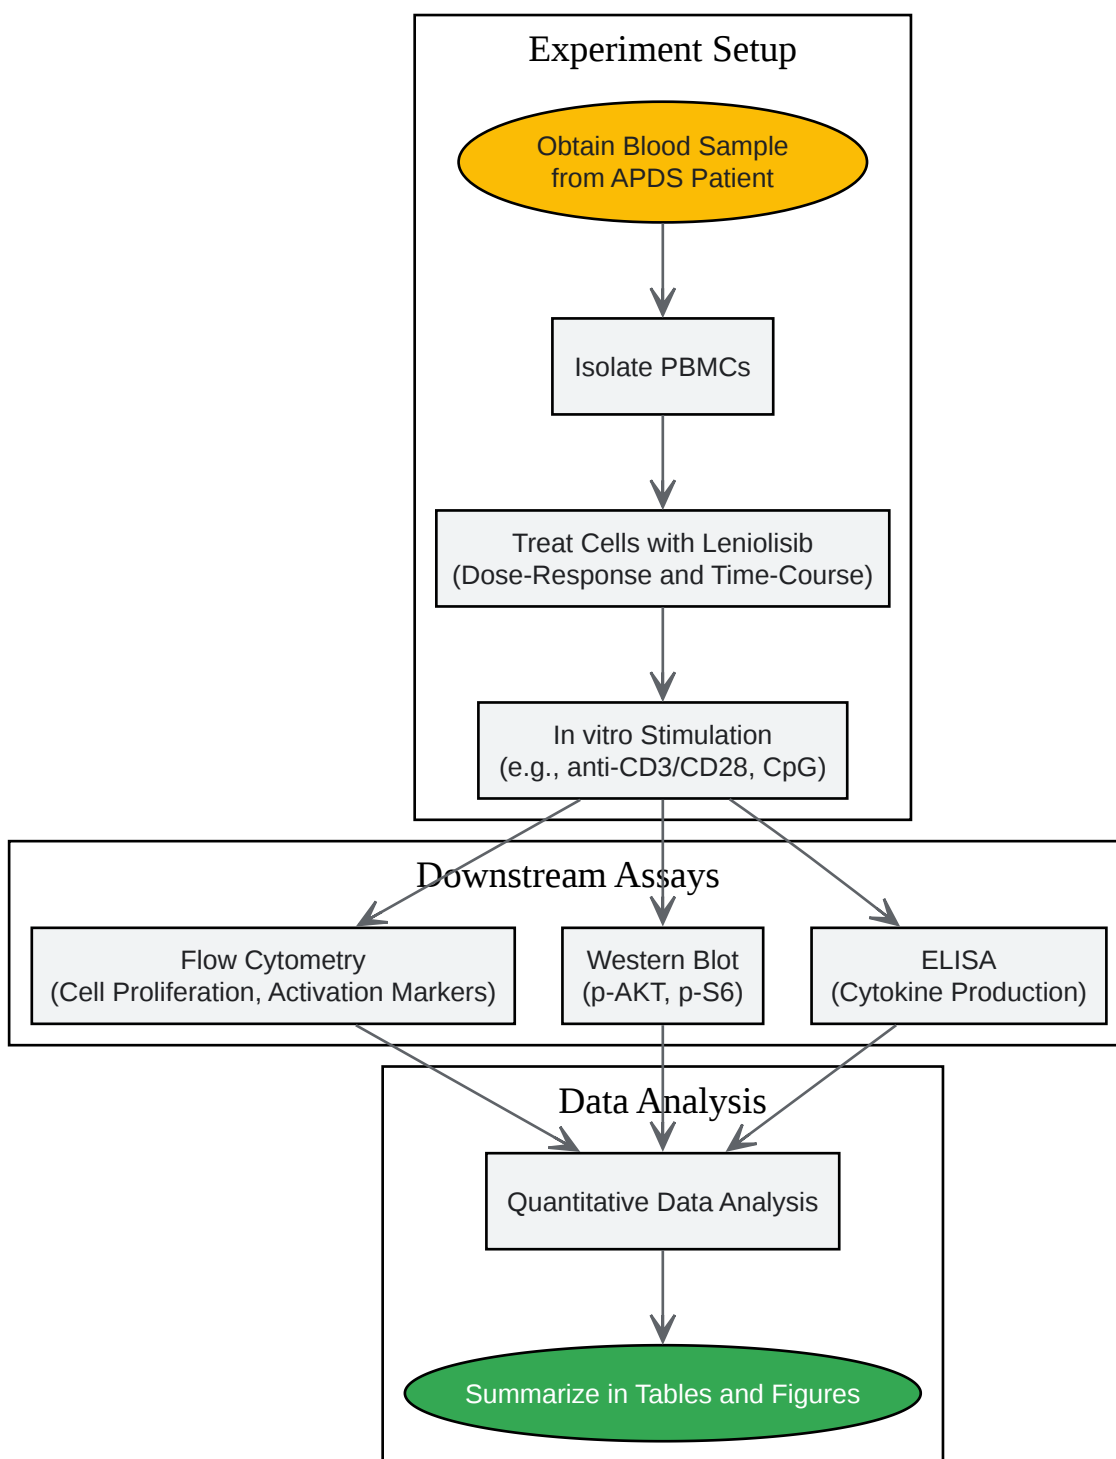 Experiment Setup
Obtain Blood Sample
from APDS Patient
Isolate PBMCs
Treat Cells with Leniolisib
(Dose-Response and Time-Course)
In vitro Stimulation
(e.g., anti-CD3/CD28, CpG)
Downstream Assays
Flow Cytometry
(Cell Proliferation, Activation Markers)
Western Blot
(p-AKT, p-S6)
ELISA
(Cytokine Production)
Data Analysis
Quantitative Data Analysis
Summarize in Tables and Figures